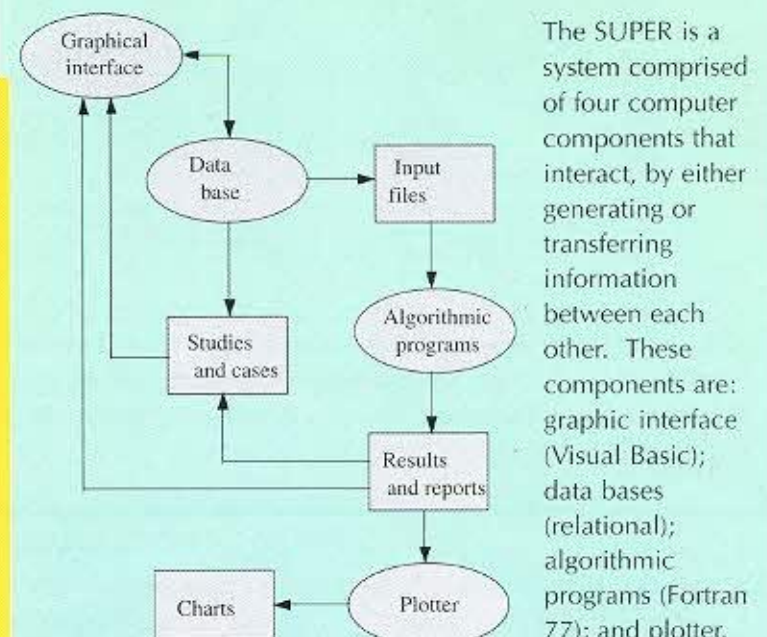 Graphical
interface
Data
base
Input
files
Studies
and cases
Algorithmic
programs
Results
and reports
Charts
Plotter
The SUPER is a
system comprised
of four computer
components that
interact, by either
generating or
transferring
information
between each
other. These
components are:
graphic interface
(Visual Basic);
data bases
(relational);
algorithmic
programs (Fortran
77); and plotter.